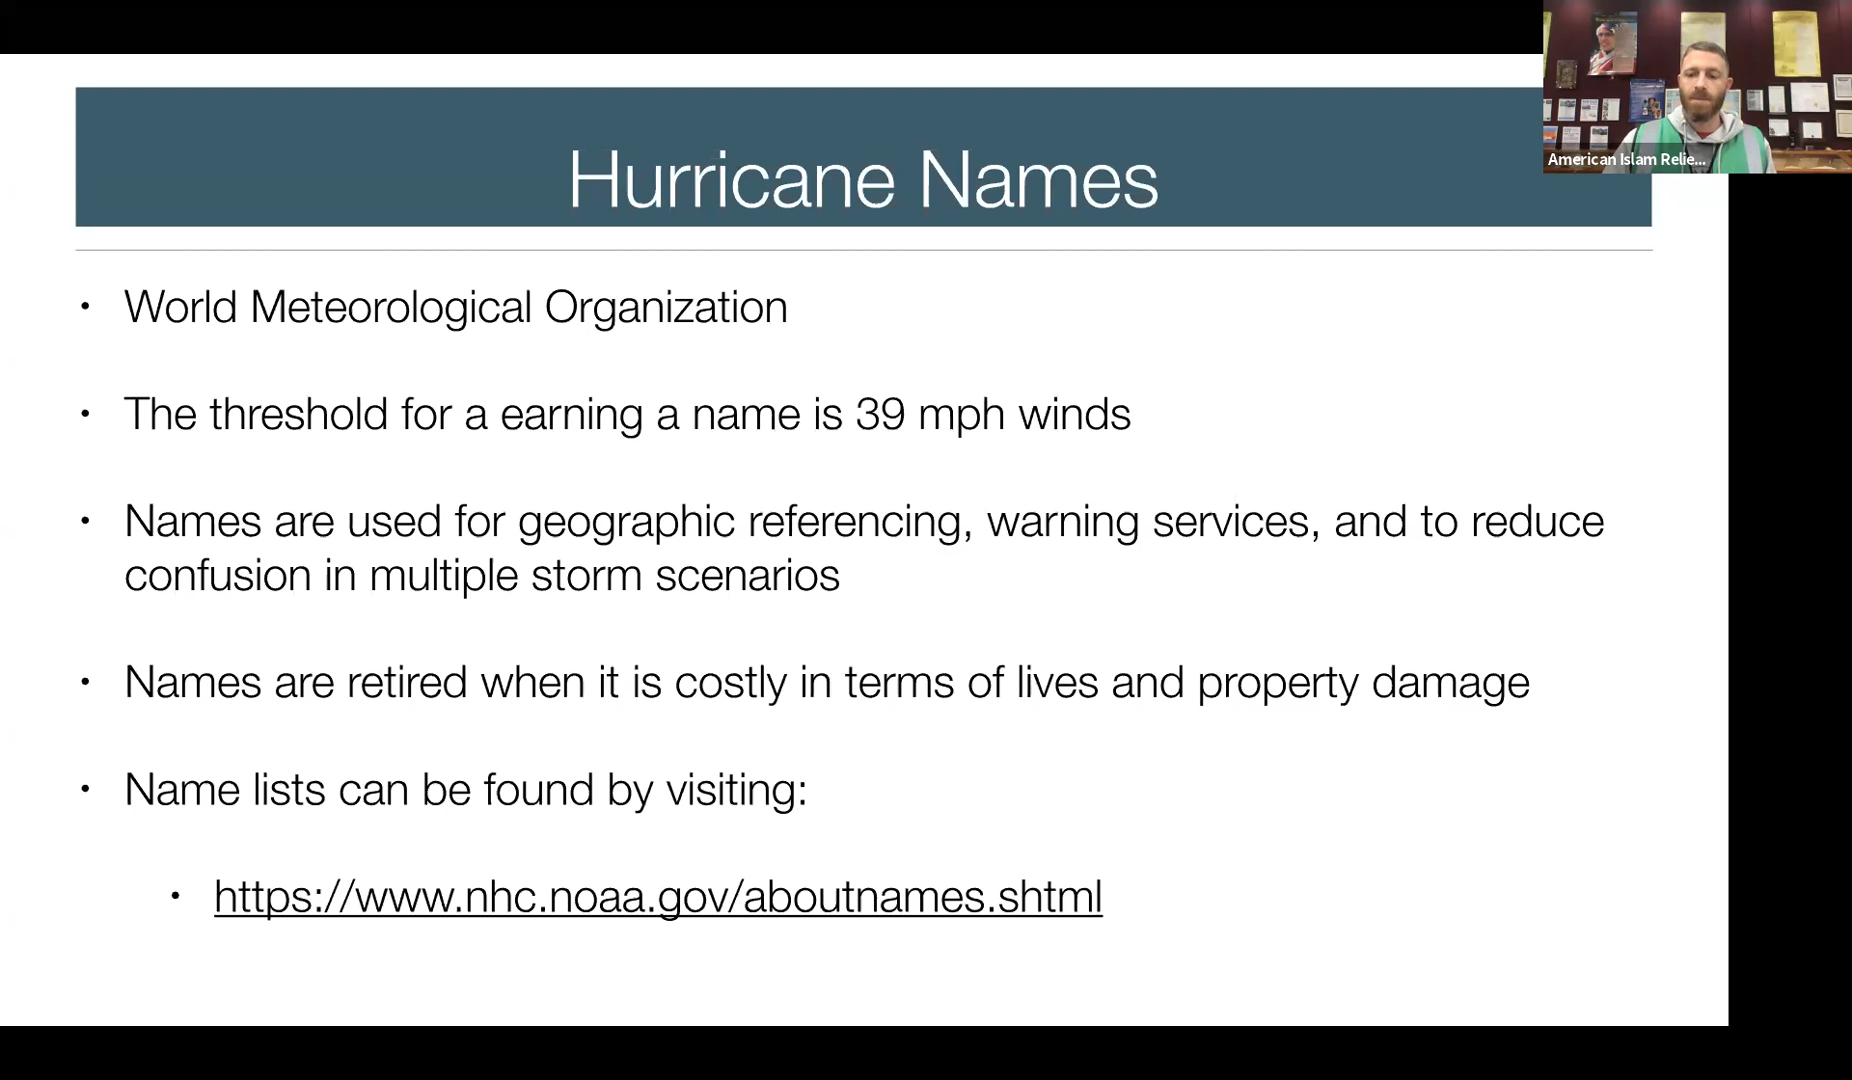 Hurricane Names
American Islam Relie...
• World Meteorological Organization
• The threshold for a earning a name is 39 mph winds
• Names are used for geographic referencing, warning services, and to reduce
confusion in multiple storm scenarios
• Names are retired when it is costly in terms of lives and property damage
• Name lists can be found by visiting:
• https://www.nhc.noaa.gov/aboutnames.shtml